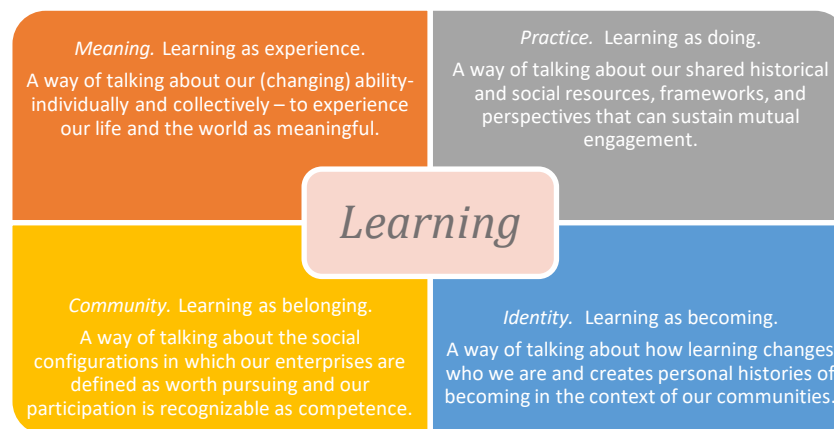 Meaning. Learning as experience.
A way of talking about our (changing) ability-
individually and collectively – to experience
our life and the world as meaningful.
Practice. Learning as doing.
A way of talking about our shared historical
and social resources, frameworks, and
perspectives that can sustain mutual
engagement.
Learning
Community. Learning as belonging.
A way of talking about the social
configurations in which our enterprises are
defined as worth pursuing and our
participation is recognizable as competence.
Identity. Learning as becoming.
A way of talking about how learning changes
who we are and creates personal histories of
becoming in the context of our communities.